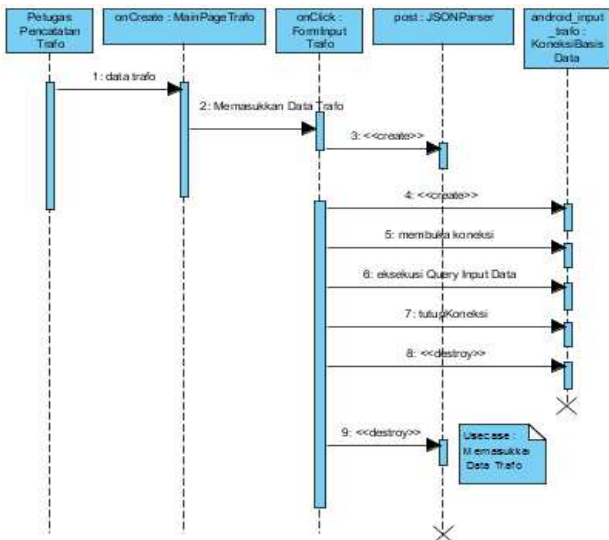 Petugas
Pencatatan
Trafo
onCreate : MainPageTrafo
onClick :
FormInput
Trafo
post : JSONParser
android_input
_trafo :
KoneksiBasis
Data
1: data trafo
2: Memasukkan Data Trafo
3: <<create>>
4: <<create>>
5: membuka koneksi
6: eksekusi Query Input Data
7: tutupKoneksi
8: <<destroy>>
9: <<destroy>>
Usecase :
Memasukka
Data Trafo